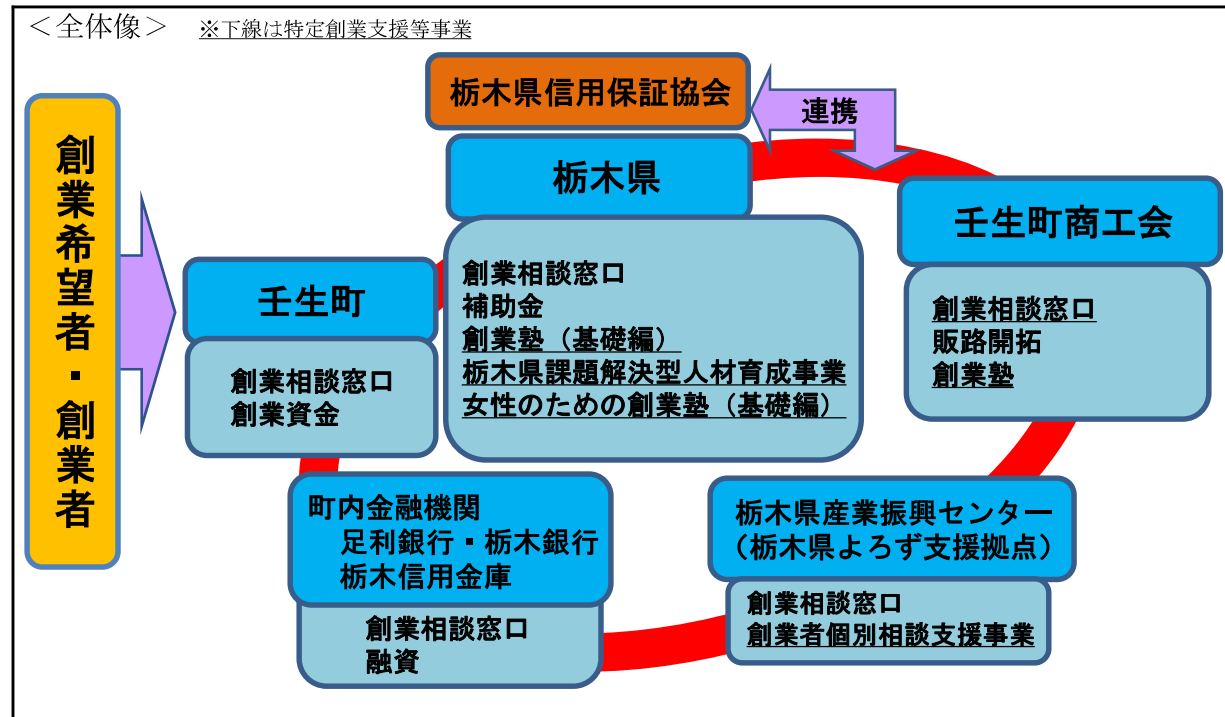 ＜全体像＞　※下線は特定創業支援等事業
創業希望者・創業者
栃木県信用保証協会
連携
栃木県
創業相談窓口
補助金
創業塾（基礎編）
栃木県課題解決型人材育成事業
女性のための創業塾（基礎編）
壬生町商工会
創業相談窓口
販路開拓
創業塾
壬生町
創業相談窓口
創業資金
町内金融機関
足利銀行・栃木銀行
栃木信用金庫
創業相談窓口
融資
栃木県産業振興センター
（栃木県よろず支援拠点）
創業相談窓口
創業者個別相談支援事業